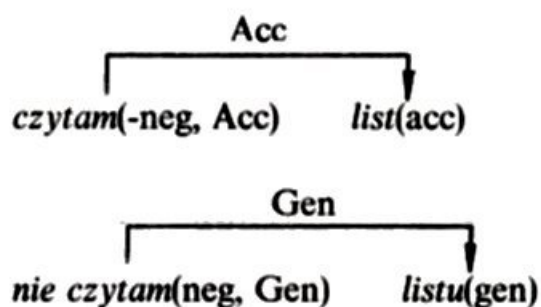 Acc
czytam(-neg, Acc) list(acc)
Gen
nie czytam(neg, Gen) listu(gen)